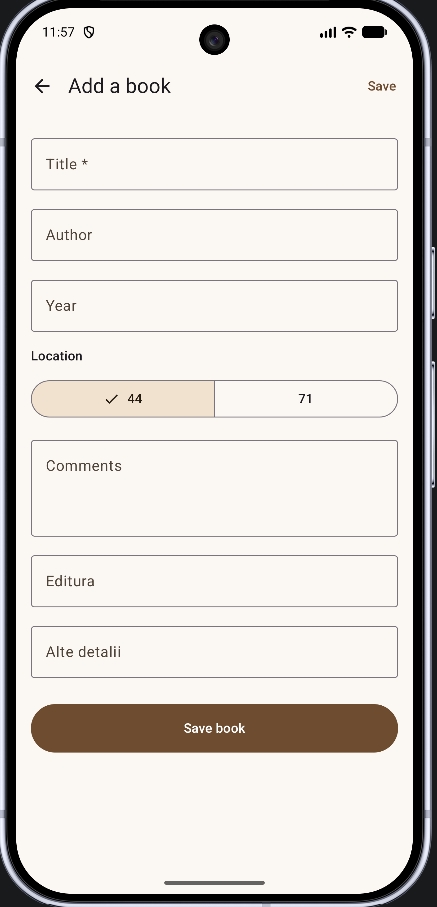 11:57
Add a book
Save
Title *
Author
Year
Location
44 71
Comments
Editura
Alte detalii
Save book